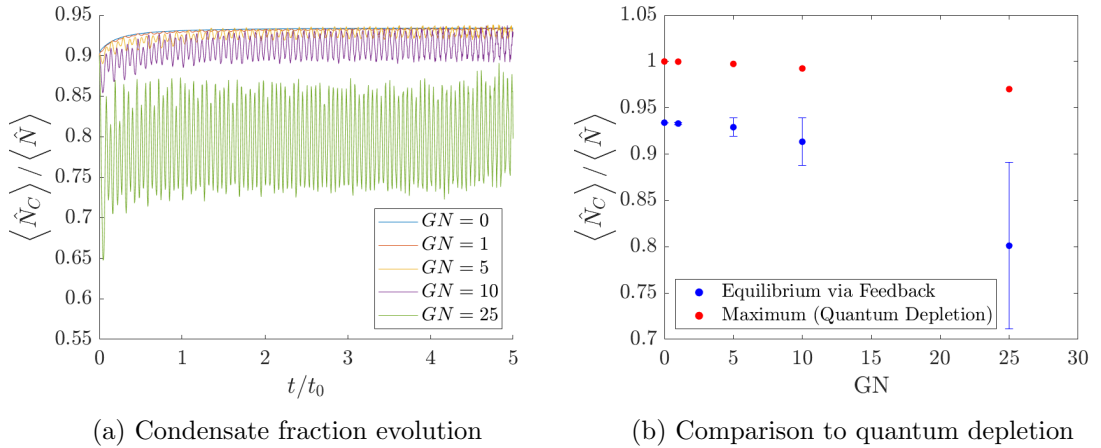 0.95
0.9
0.85
0.8
0.75
0.7
0.65
0.6
0.55
⟨N̂_C⟩ / ⟨N̂⟩
0 1 2 3 4 5
t/t₀
GN = 0
GN = 1
GN = 5
GN = 10
GN = 25
(a) Condensate fraction evolution
1.05
1
0.95
0.9
0.85
0.8
0.75
0.7
⟨N̂_C⟩ / ⟨N̂⟩
Equilibrium via Feedback
Maximum (Quantum Depletion)
0 5 10 15 20 25 30
GN
(b) Comparison to quantum depletion